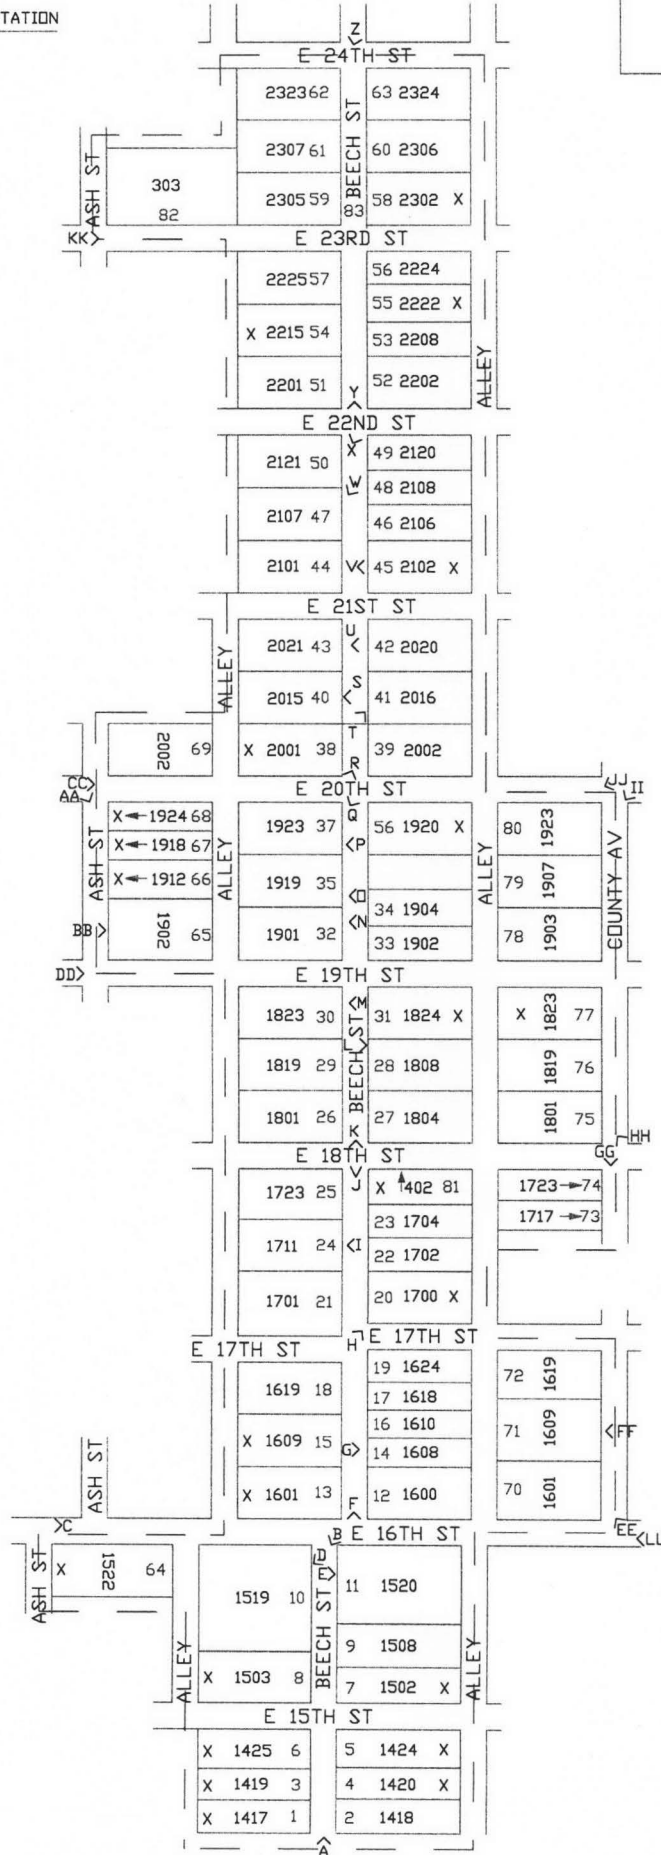 TATION
Z
E 24TH ST
2323 62 63 2324
BEECH ST
2307 61 60 2306
ASH ST
303
82
2305 59 58 2302 X
83
KK E 23RD ST
2225 57 56 2224
55 2222 X
X 2215 54 53 2208
ALLEY
2201 51 52 2202
Y
E 22ND ST
X
2121 50 49 2120
W 48 2108
2107 47 46 2106
2101 44 V 45 2102 X
E 21ST ST
U
2021 43 42 2020
ALLEY
S
2015 40 41 2016
T
2002 69 X 2001 38 39 2002
R
CC JJ
E 20TH ST
AA II
X 1924 68 1923 37 Q 56 1920 X 80 1923
X 1918 67 P
ASH ST ALLEY ALLEY COUNTY AV
X 1912 66 1919 35 79 1907
O 34 1904
BB 1902 65 1901 32 N 33 1902 78 1903
DD E 19TH ST
1823 30 M 31 1824 X X 1823 77
L
1819 29 BEECH ST 28 1808 1819 76
1801 26 27 1804 1801 75
K HH
E 18TH ST GG
1723 25 J X 402 81 1723 74
23 1704 1717 73
1711 24 I 22 1702
1701 21 20 1700 X
H
E 17TH ST E 17TH ST
19 1624 72 1619
1619 18 17 1618
16 1610
X 1609 15 G 14 1608 71 1609 FF
ASH ST
X 1601 13 12 1600 70 1601
F
C EE
B E 16TH ST LL
D
X 1522 64 E
ASH ST 1519 10 11 1520
BEECH ST
9 1508
ALLEY ALLEY
X 1503 8 7 1502 X
E 15TH ST
X 1425 6 5 1424 X
X 1419 3 4 1420 X
X 1417 1 2 1418
A